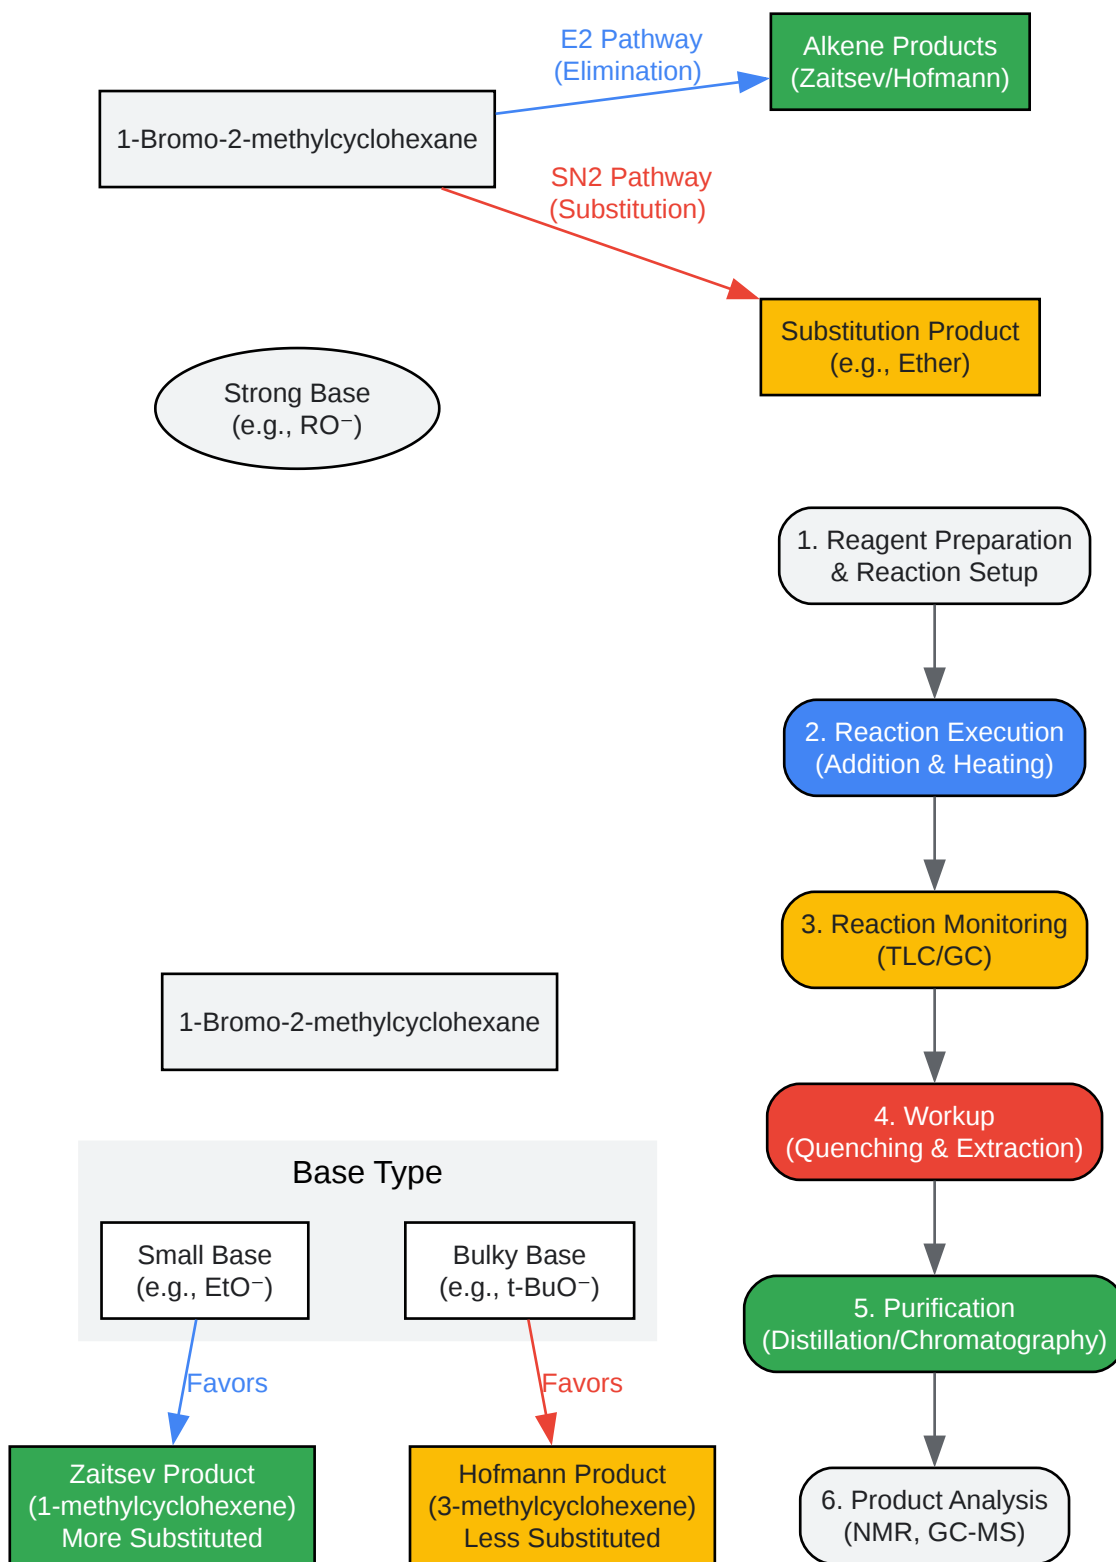 E2 Pathway
(Elimination)
Alkene Products
(Zaitsev/Hofmann)
1-Bromo-2-methylcyclohexane
SN2 Pathway
(Substitution)
Substitution Product
(e.g., Ether)
Strong Base
(e.g., RO⁻)
1. Reagent Preparation
& Reaction Setup
2. Reaction Execution
(Addition & Heating)
3. Reaction Monitoring
(TLC/GC)
1-Bromo-2-methylcyclohexane
4. Workup
(Quenching & Extraction)
Base Type
Small Base
(e.g., EtO⁻)
Bulky Base
(e.g., t-BuO⁻)
5. Purification
(Distillation/Chromatography)
Favors
Favors
Zaitsev Product
(1-methylcyclohexene)
More Substituted
Hofmann Product
(3-methylcyclohexene)
Less Substituted
6. Product Analysis
(NMR, GC-MS)